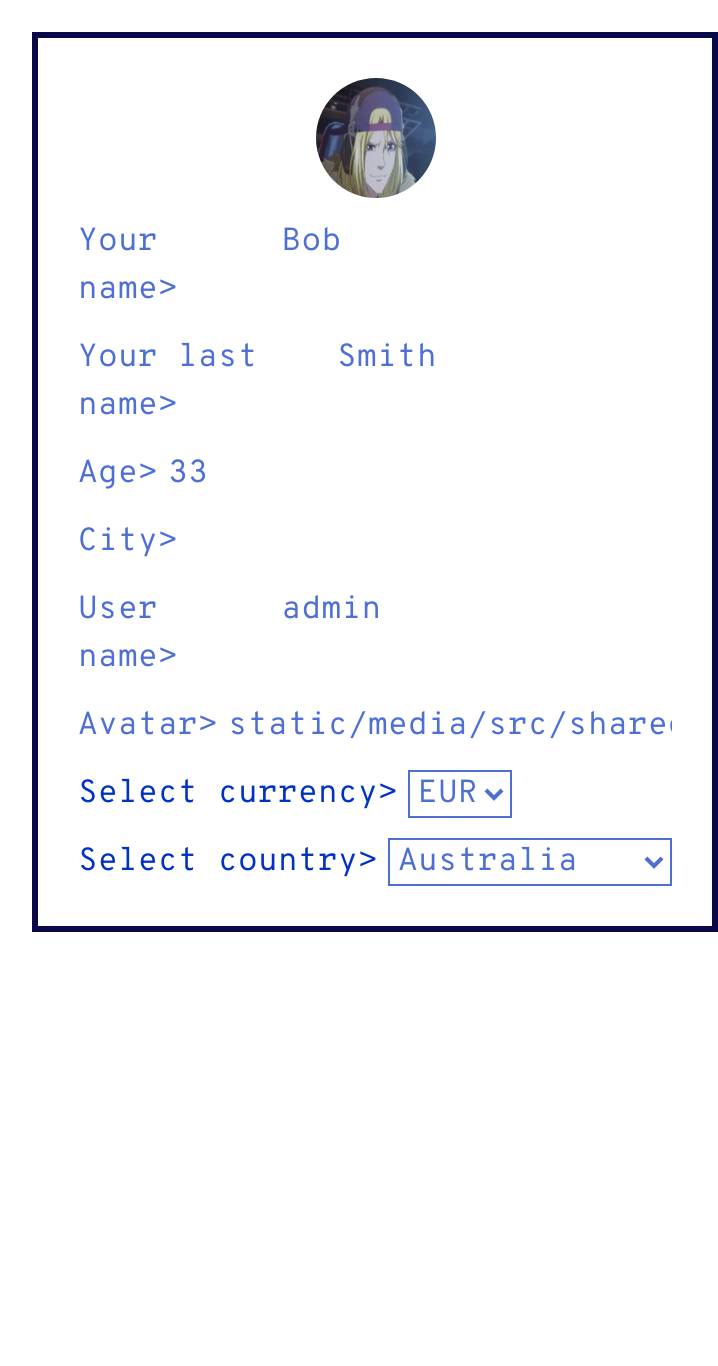 Your Bob
name>
Your last Smith
name>
Age> 33
City>
User admin
name>
Avatar> static/media/src/share
Select currency> EUR
Select country> Australia